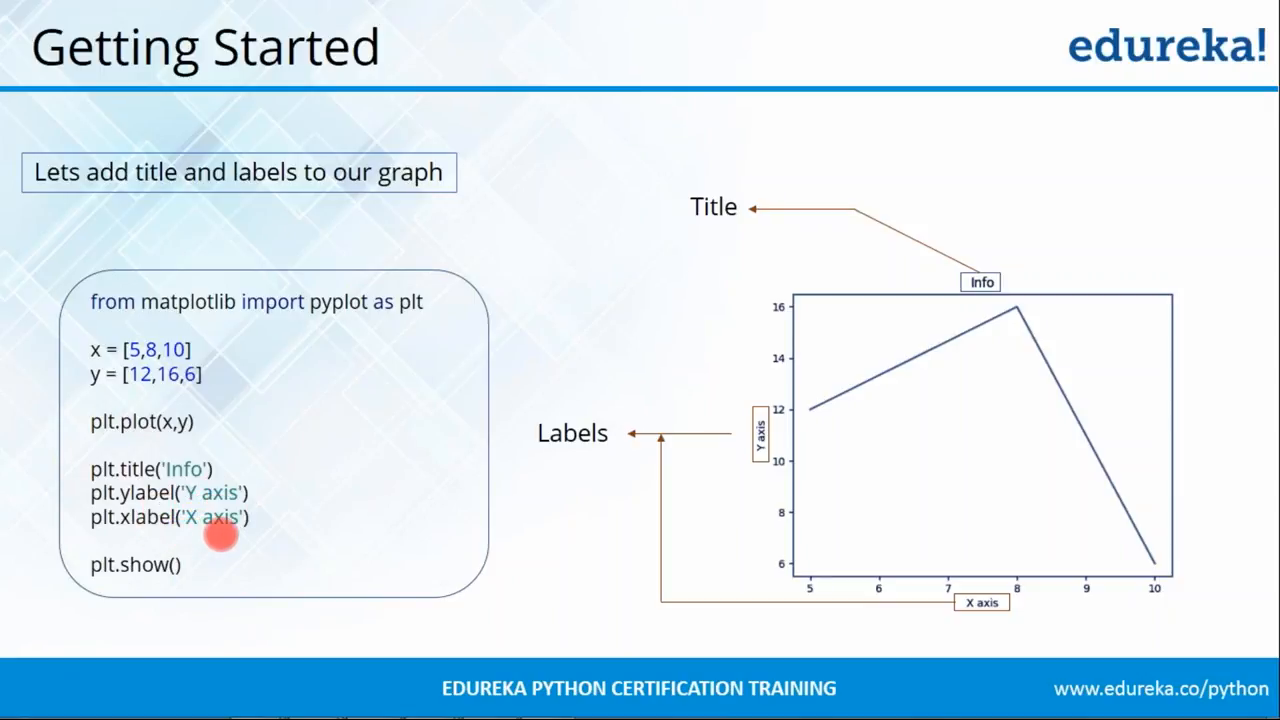 Getting Started
edureka!
Lets add title and labels to our graph
from matplotlib import pyplot as plt
x = [5,8,10]
y = [12,16,6]
plt.plot(x,y)
plt.title('Info')
plt.ylabel('Y axis')
plt.xlabel('X axis')
plt.show()
Title
Info
Labels
Y axis
16
14
12
10
8
6
5 6 7 8 9 10
X axis
EDUREKA PYTHON CERTIFICATION TRAINING
www.edureka.co/python